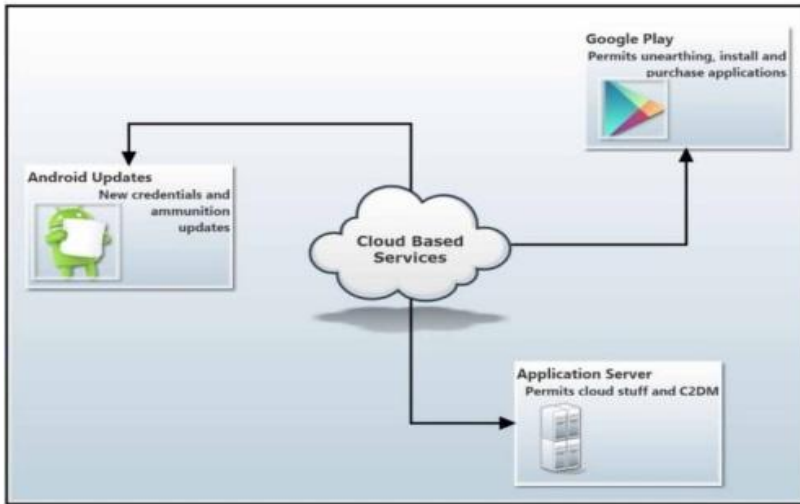 Google Play
Permits unearthing, install and
purchase applications
Android Updates
New credentials and
ammunition
updates
Cloud Based
Services
Application Server
Permits cloud stuff and C2DM